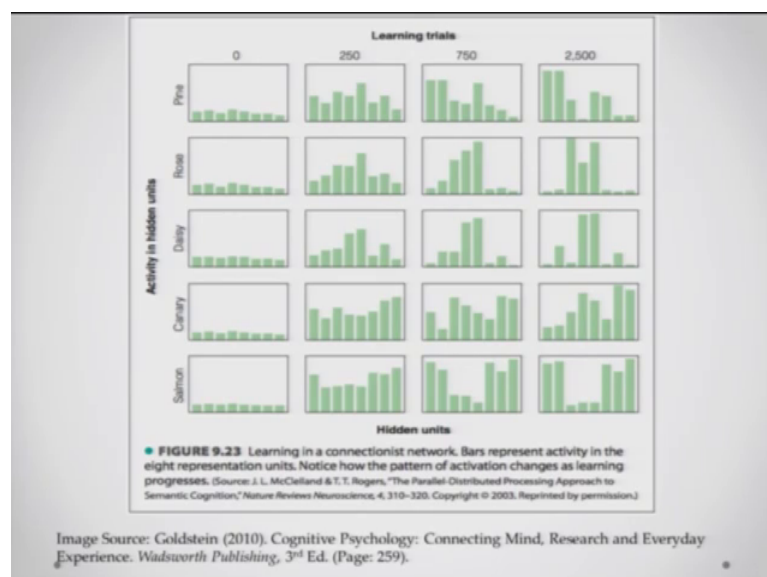 Learning trials
0 250 750 2,500
Pine
Rose
Daisy
Canary
Salmon
Activity in hidden units
Hidden units
• FIGURE 9.23 Learning in a connectionist network. Bars represent activity in the
eight representation units. Notice how the pattern of activation changes as learning
progresses. (Source: J. L. McClelland & T. T. Rogers, "The Parallel-Distributed Processing Approach to
Semantic Cognition," Nature Reviews Neuroscience, 4, 310–320. Copyright © 2003. Reprinted by permission.)
Image Source: Goldstein (2010). Cognitive Psychology: Connecting Mind, Research and Everyday
Experience. Wadsworth Publishing, 3rd Ed. (Page: 259).